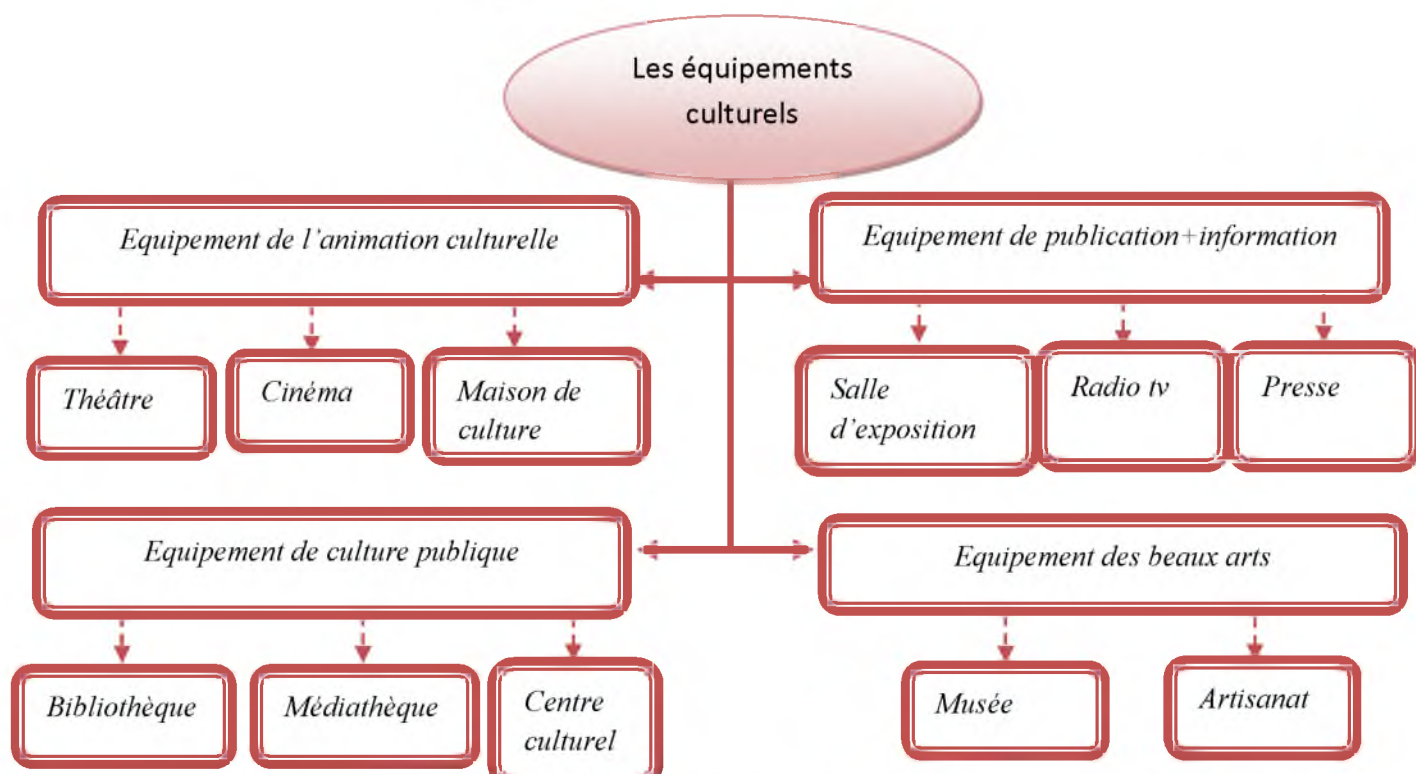 Les équipements
culturels
Equipement de l'animation culturelle
Equipement de publication+information
Théâtre
Cinéma
Maison de
culture
Salle
d'exposition
Radio tv
Presse
Equipement de culture publique
Equipement des beaux arts
Bibliothèque
Médiathèque
Centre
culturel
Musée
Artisanat